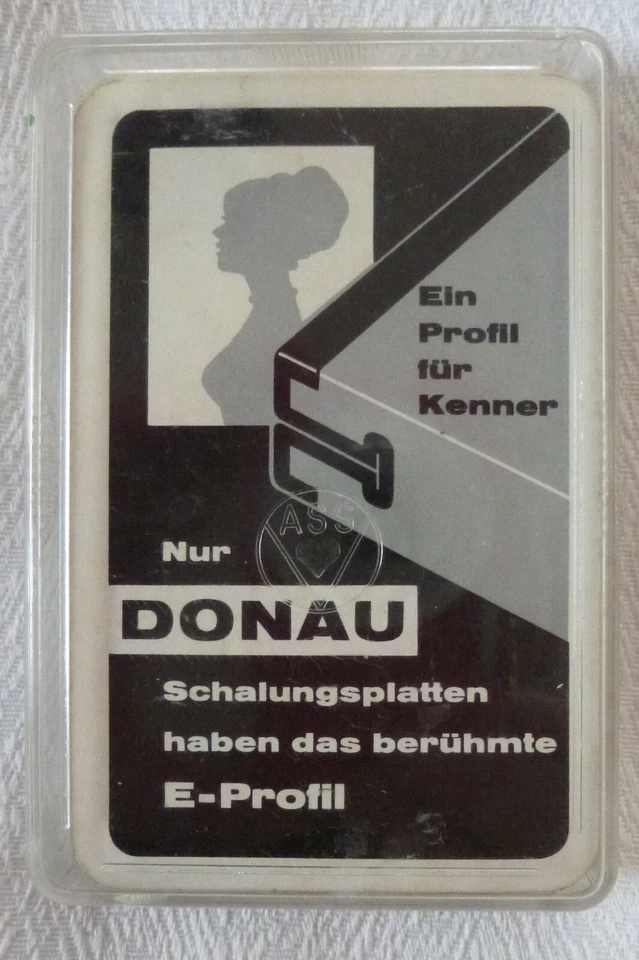 Ein
Profil
für
Kenner
ASS
Nur
DONAU
Schalungsplatten
haben das berühmte
E-Profil